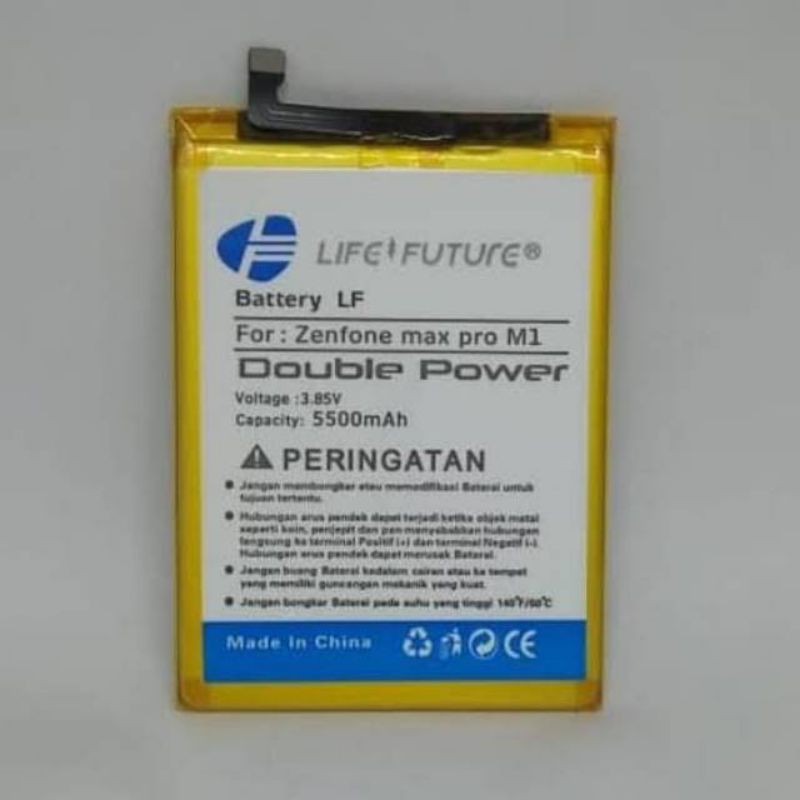 LIFE FUTURE®
Battery LF
For : Zenfone max pro M1
Double Power
Voltage :3.85V
Capacity: 5500mAh
PERINGATAN
Jangan membongkar atau memodifikasi Baterai untuk
tujuan tertentu.
Hubungan arus pendek dapat terjadi ketika objek metal
seperti koin, penjepit dan pen menyabebkan hubungan
langsung ke terminal Positif (+) dan terminal Negatif (-).
Hubungan pendek dapat merusak Baterai.
Jangan buang Baterai kedalam cairan atau ke tempat
yang memiliki guncangan mekanik yang kuat.
Jangan bongkar Baterai pada suhu yang tinggi 140°F/60°C
Made In China CE